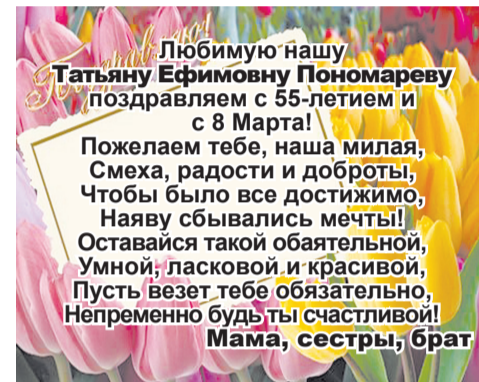 Поздравляю!
Любимую нашу
Татьяну Ефимовну Пономареву
поздравляем с 55-летием и
с 8 Марта!
Пожелаем тебе, наша милая,
Смеха, радости и доброты,
Чтобы было все достижимо,
Наяву сбывались мечты!
Оставайся такой обаятельной,
Умной, ласковой и красивой,
Пусть везет тебе обязательно,
Непременно будь ты счастливой!
Мама, сестры, брат